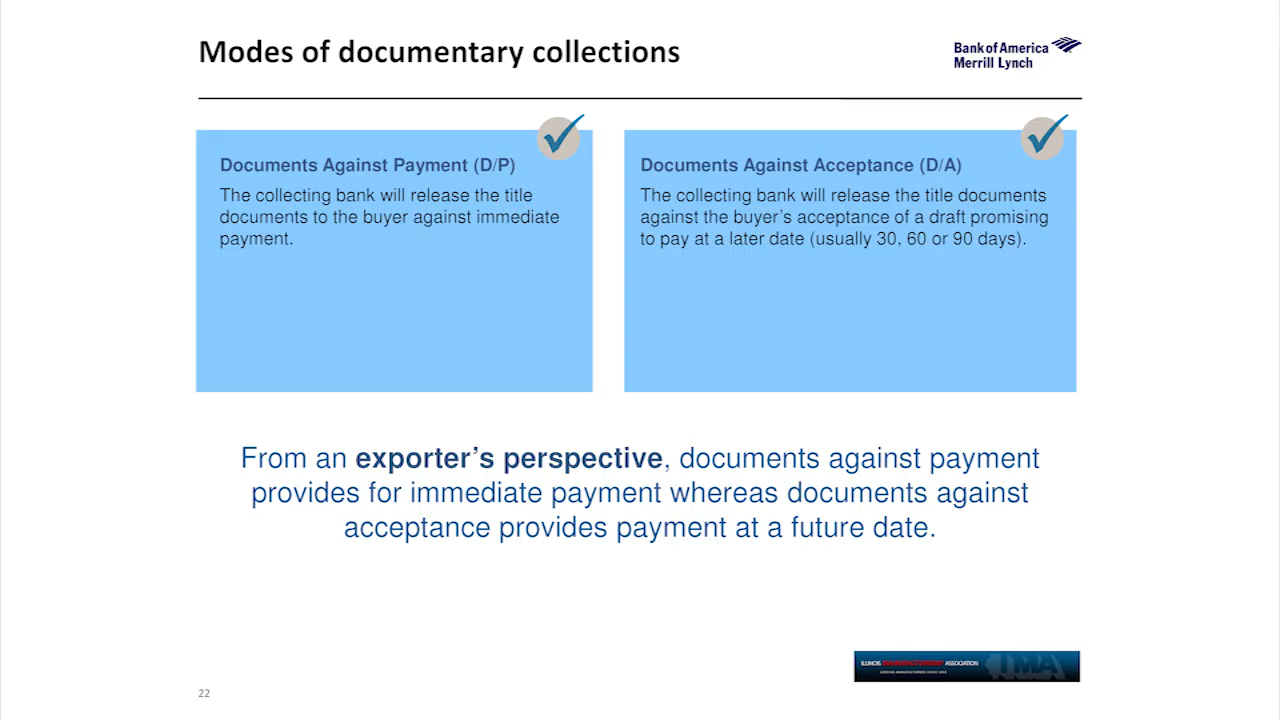 Modes of documentary collections
Bank of America
Merrill Lynch
Documents Against Payment (D/P)
The collecting bank will release the title
documents to the buyer against immediate
payment.
Documents Against Acceptance (D/A)
The collecting bank will release the title documents
against the buyer’s acceptance of a draft promising
to pay at a later date (usually 30, 60 or 90 days).
From an exporter’s perspective, documents against payment
provides for immediate payment whereas documents against
acceptance provides payment at a future date.
ILLINOIS MANUFACTURERS' ASSOCIATION
IMA
22